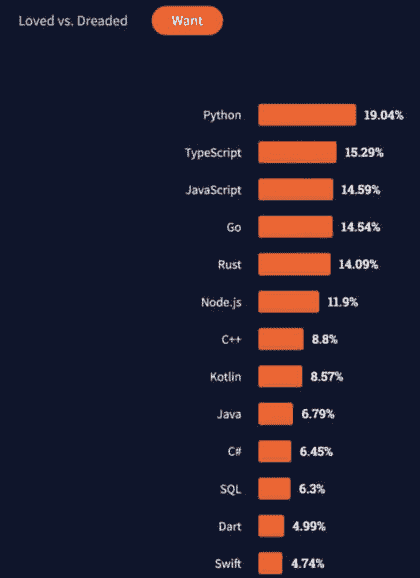 Loved vs. Dreaded Want
Python 19.04%
TypeScript 15.29%
JavaScript 14.59%
Go 14.54%
Rust 14.09%
Node.js 11.9%
C++ 8.8%
Kotlin 8.57%
Java 6.79%
C# 6.45%
SQL 6.3%
Dart 4.99%
Swift 4.74%